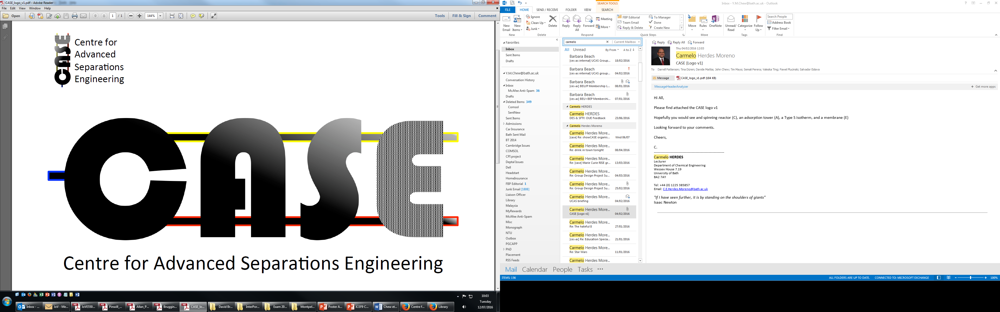 CASE_logo_v1.pdf - Adobe Reader
File Edit View Window Help
Open 1 / 1 144% Tools Fill & Sign Comment
Centre for
Advanced
Separations
Engineering
CASE
CASE
Centre for Advanced Separations Engineering
Inbox - ... JoV - Me... JoVE550... Pinwill_... Allan_P... Bruggin... CASE_lo... David Br... InterPor... Exam 20... Montpel... Poster A... ICEF9 C... Chew et... Centre f... Library
10:03
Tuesday
12/07/2016
SEARCH TOOLS
Inbox - Y.M.Chew@bath.ac.uk - Outlook
FILE HOME SEND / RECEIVE FOLDER VIEW SEARCH
New Email
New Items
Ignore
Clean Up
Junk
Delete
Reply
Reply All
Forward
Meeting
More
FBP Editorial
Team Email
Reply & Delete
To Manager
Done
Create New
Move
Rules
OneNote
Unread/ Read
Categorize
Follow Up
Search People
Address Book
Filter Email
New Delete Respond Quick Steps Move Tags Find
Favorites
Inbox
Sent Items
Drafts
Y.M.Chew@bath.ac.uk
Conversation History
Inbox
McAfee Anti-Spam 36
Drafts
Deleted Items 349
Comsol
SentNew
Sent Items
Admissions
Car Insurance
Bath Sent Mail
BT 2014
Cambridge Issues
COMSOL
CPI project
Deptal Issues
Dell
Headstart
HomeInsurance
FBP Editorial 1
Junk Email [1808]
Liaison Officer
Library
Malaysia
MyRewards
McAfee Anti-Spam
Misc
Monograph
NTU
Outbox
PGCAPP
PhD
Placement
RSS Feeds
carmelo Current Mailbox
All Unread By From A to Z
Barbara Beach
[ces-ac-internal] UCAS Group... 18/02/2016
Barbara Beach !
[ces-ac-internal] UCAS group... 04/02/2016
Barbara Beach
[ces-ac] BEU/P Membership L... 08/01/2016
Barbara Beach
[ces-ac] BEU+BEP Membershi... 07/01/2016
Carmelo HERDES
Carmelo HERDES
DES & SFTY: OUE Feedback 23/06/2016
Carmelo Herdes Moreno
Carmelo Herdes More...
[case] Re: showCASE organis... Wed 06/07
Carmelo Herdes More...
Re: drink in town tonight 08/04/2016
Carmelo Herdes More...
Re: [case] Marie Curie RISE gr... 13/03/2016
Carmelo Herdes More...
Re: Group Design Project Su... 04/03/2016
Carmelo Herdes More...
Re: Group Design Project Su... 25/02/2016
Carmelo Herdes More...
UCAS briefing 04/02/2016
Carmelo Herdes More...
CASE [Logo v1] 04/02/2016
Carmelo Herdes More...
Re: The hateful 8 27/01/2016
Carmelo Herdes More...
[ces-ac] Re: Education Specia... 21/01/2016
Carmelo Herdes More...
Re: Star Wars 11/01/2016
Carmelo Herdes More...
Reply Reply All Forward
Thu 04/02/2016 12:03
Carmelo Herdes Moreno
CASE [Logo v1]
To Darrell Patterson; Tina Düren; Davide Mattia; John Chew; Tim Mays; Semali Perera; Valeska Ting; Pawel Plucinski; Salvador Eslava
Message CASE_logo_v1.pdf (184 KB)
MessageHeaderAnalyzer + Get more apps
Hi All,
Please find attached the CASE logo v1
Hopefully you would see and spinning reactor (C), an adsorption tower (A), a Type S isotherm, and a membrane (E)
Looking forward to your comments.
Cheers,
C.
------------------------------------------------------
Carmelo HERDES
Lecturer
Department of Chemical Engineering
Wessex House 7.19
University of Bath
BA2 7AY
Tel: +44 (0) 1225 385857
Email: C.E.Herdes.Moreno@bath.ac.uk
"If I have seen further, it is by standing on the shoulders of giants"
Isaac Newton
Mail Calendar People Tasks ···
ITEMS: 156 ALL FOLDERS ARE UP TO DATE. CONNECTED TO: MICROSOFT EXCHANGE 100%